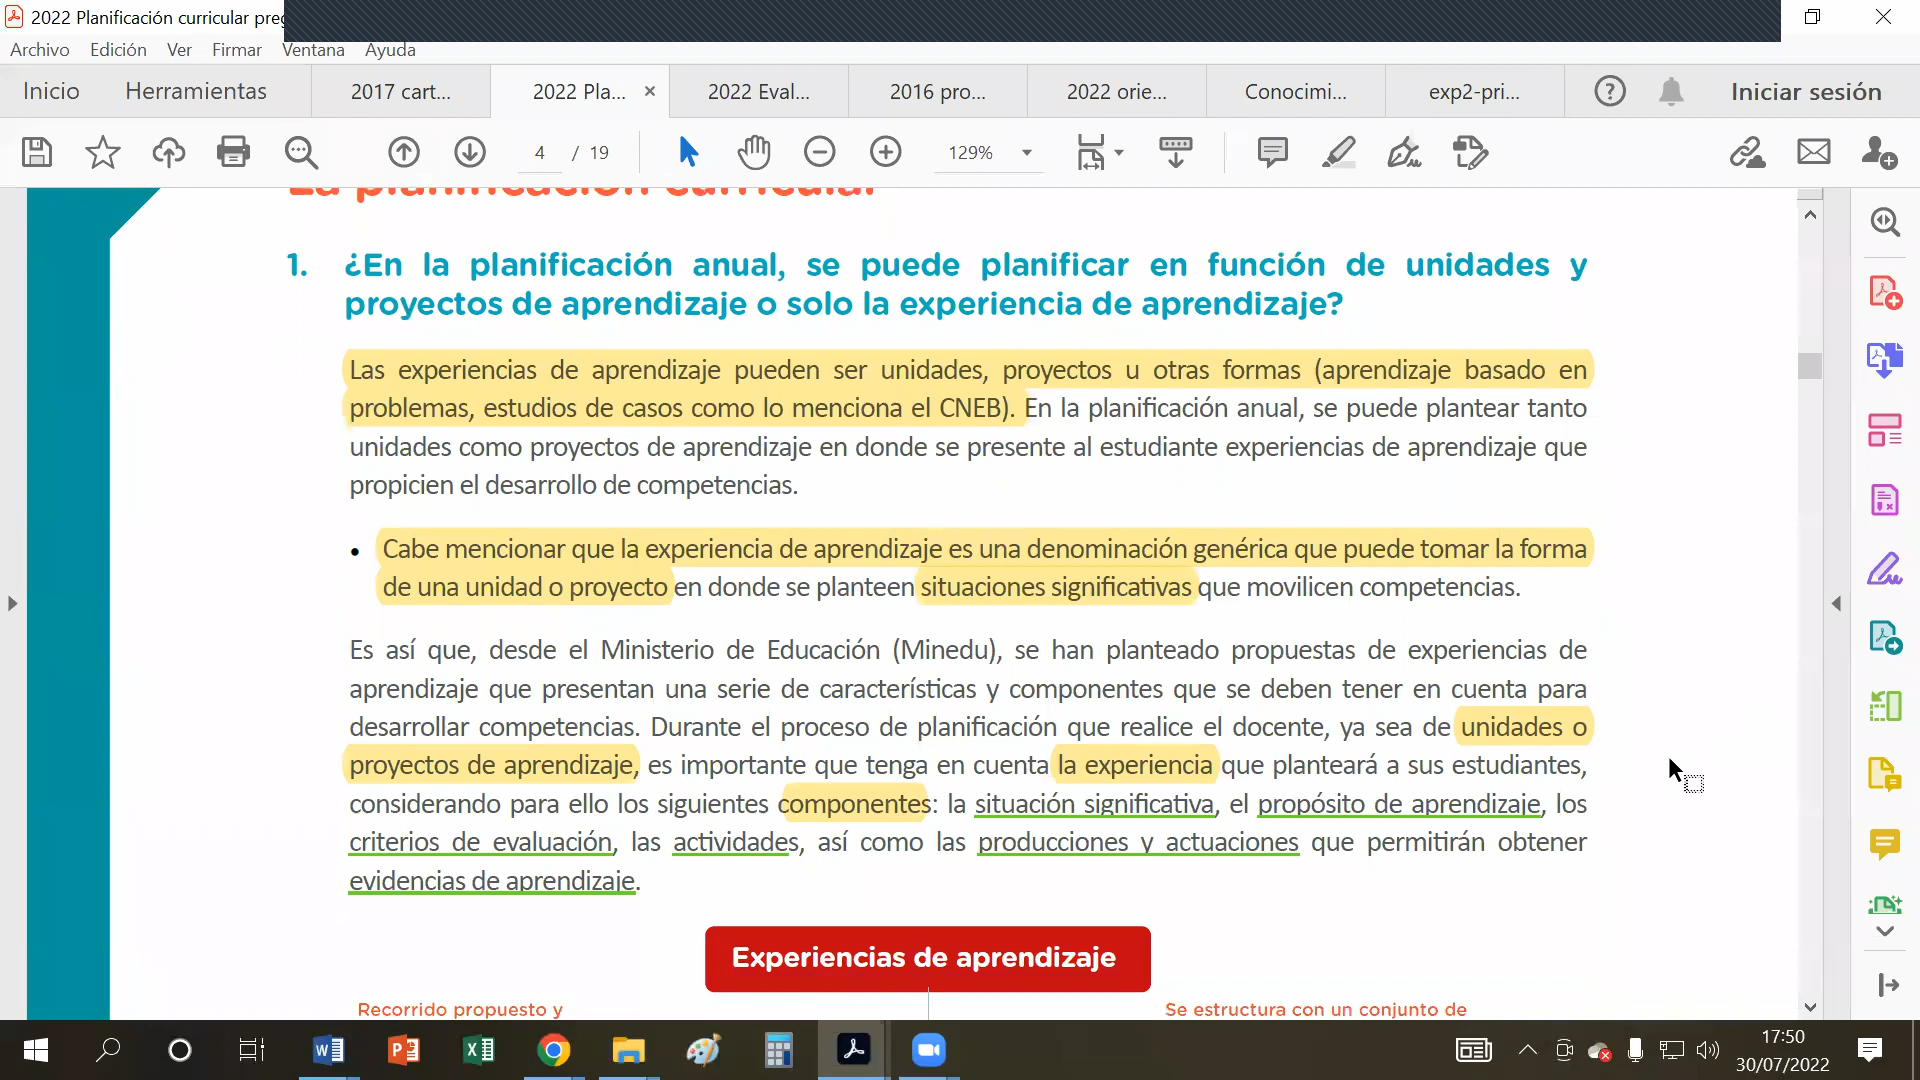 2022 Planificación curricular preg
Archivo Edición Ver Firmar Ventana Ayuda
Inicio Herramientas 2017 cart... 2022 Pla... 2022 Eval... 2016 pro... 2022 orie... Conocimi... exp2-pri... Iniciar sesión
4 / 19 129%
La planificación curricular
1. ¿En la planificación anual, se puede planificar en función de unidades y
proyectos de aprendizaje o solo la experiencia de aprendizaje?
Las experiencias de aprendizaje pueden ser unidades, proyectos u otras formas (aprendizaje basado en
problemas, estudios de casos como lo menciona el CNEB). En la planificación anual, se puede plantear tanto
unidades como proyectos de aprendizaje en donde se presente al estudiante experiencias de aprendizaje que
propicien el desarrollo de competencias.
• Cabe mencionar que la experiencia de aprendizaje es una denominación genérica que puede tomar la forma
de una unidad o proyecto en donde se planteen situaciones significativas que movilicen competencias.
Es así que, desde el Ministerio de Educación (Minedu), se han planteado propuestas de experiencias de
aprendizaje que presentan una serie de características y componentes que se deben tener en cuenta para
desarrollar competencias. Durante el proceso de planificación que realice el docente, ya sea de unidades o
proyectos de aprendizaje, es importante que tenga en cuenta la experiencia que planteará a sus estudiantes,
considerando para ello los siguientes componentes: la situación significativa, el propósito de aprendizaje, los
criterios de evaluación, las actividades, así como las producciones y actuaciones que permitirán obtener
evidencias de aprendizaje.
Experiencias de aprendizaje
Recorrido propuesto y
Se estructura con un conjunto de
17:50
30/07/2022